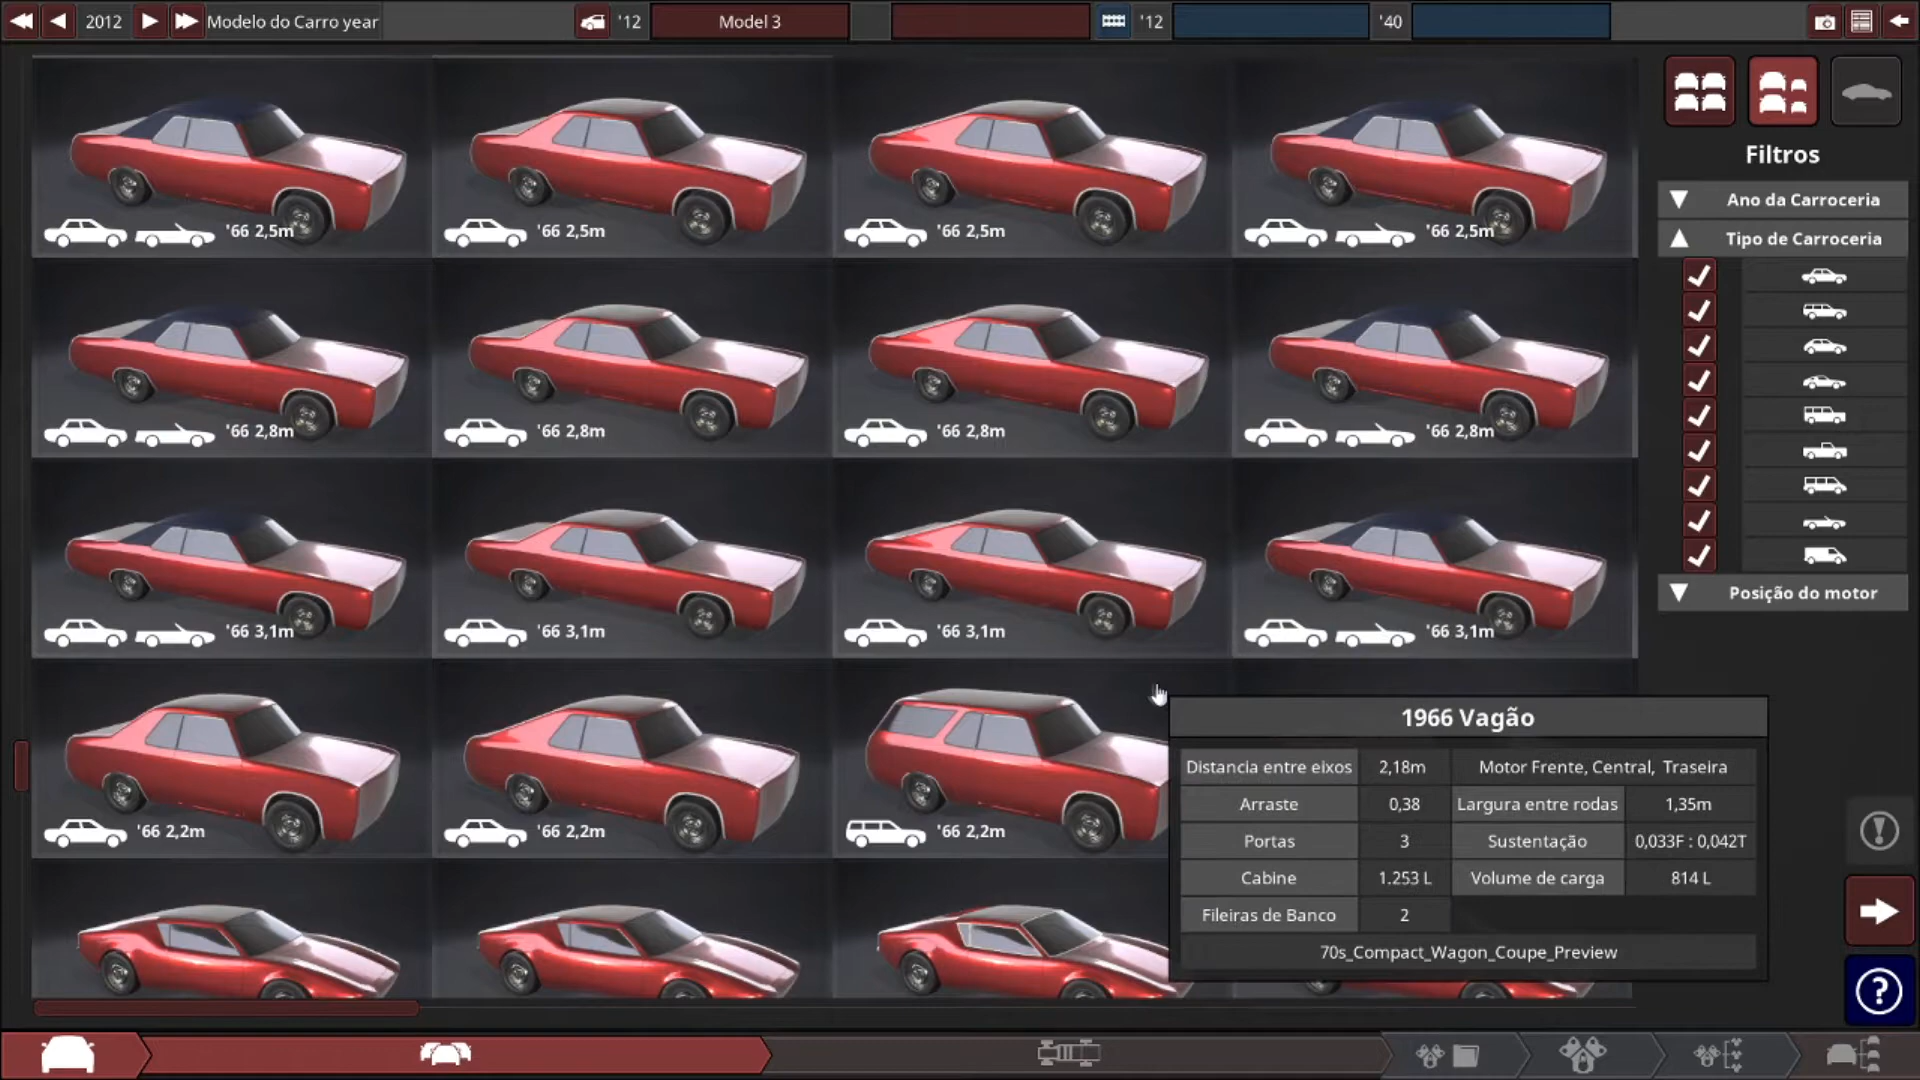 2012 Modelo do Carro year '12 Model 3 '12 '40
'66 2,5m '66 2,5m '66 2,5m '66 2,5m
'66 2,8m '66 2,8m '66 2,8m '66 2,8m
'66 3,1m '66 3,1m '66 3,1m '66 3,1m
'66 2,2m '66 2,2m '66 2,2m
Filtros
Ano da Carroceria
Tipo de Carroceria
Posição do motor
1966 Vagão
Distancia entre eixos 2,18m Motor Frente, Central, Traseira
Arraste 0,38 Largura entre rodas 1,35m
Portas 3 Sustentação 0,033F : 0,042T
Cabine 1.253 L Volume de carga 814 L
Fileiras de Banco 2
70s_Compact_Wagon_Coupe_Preview
?